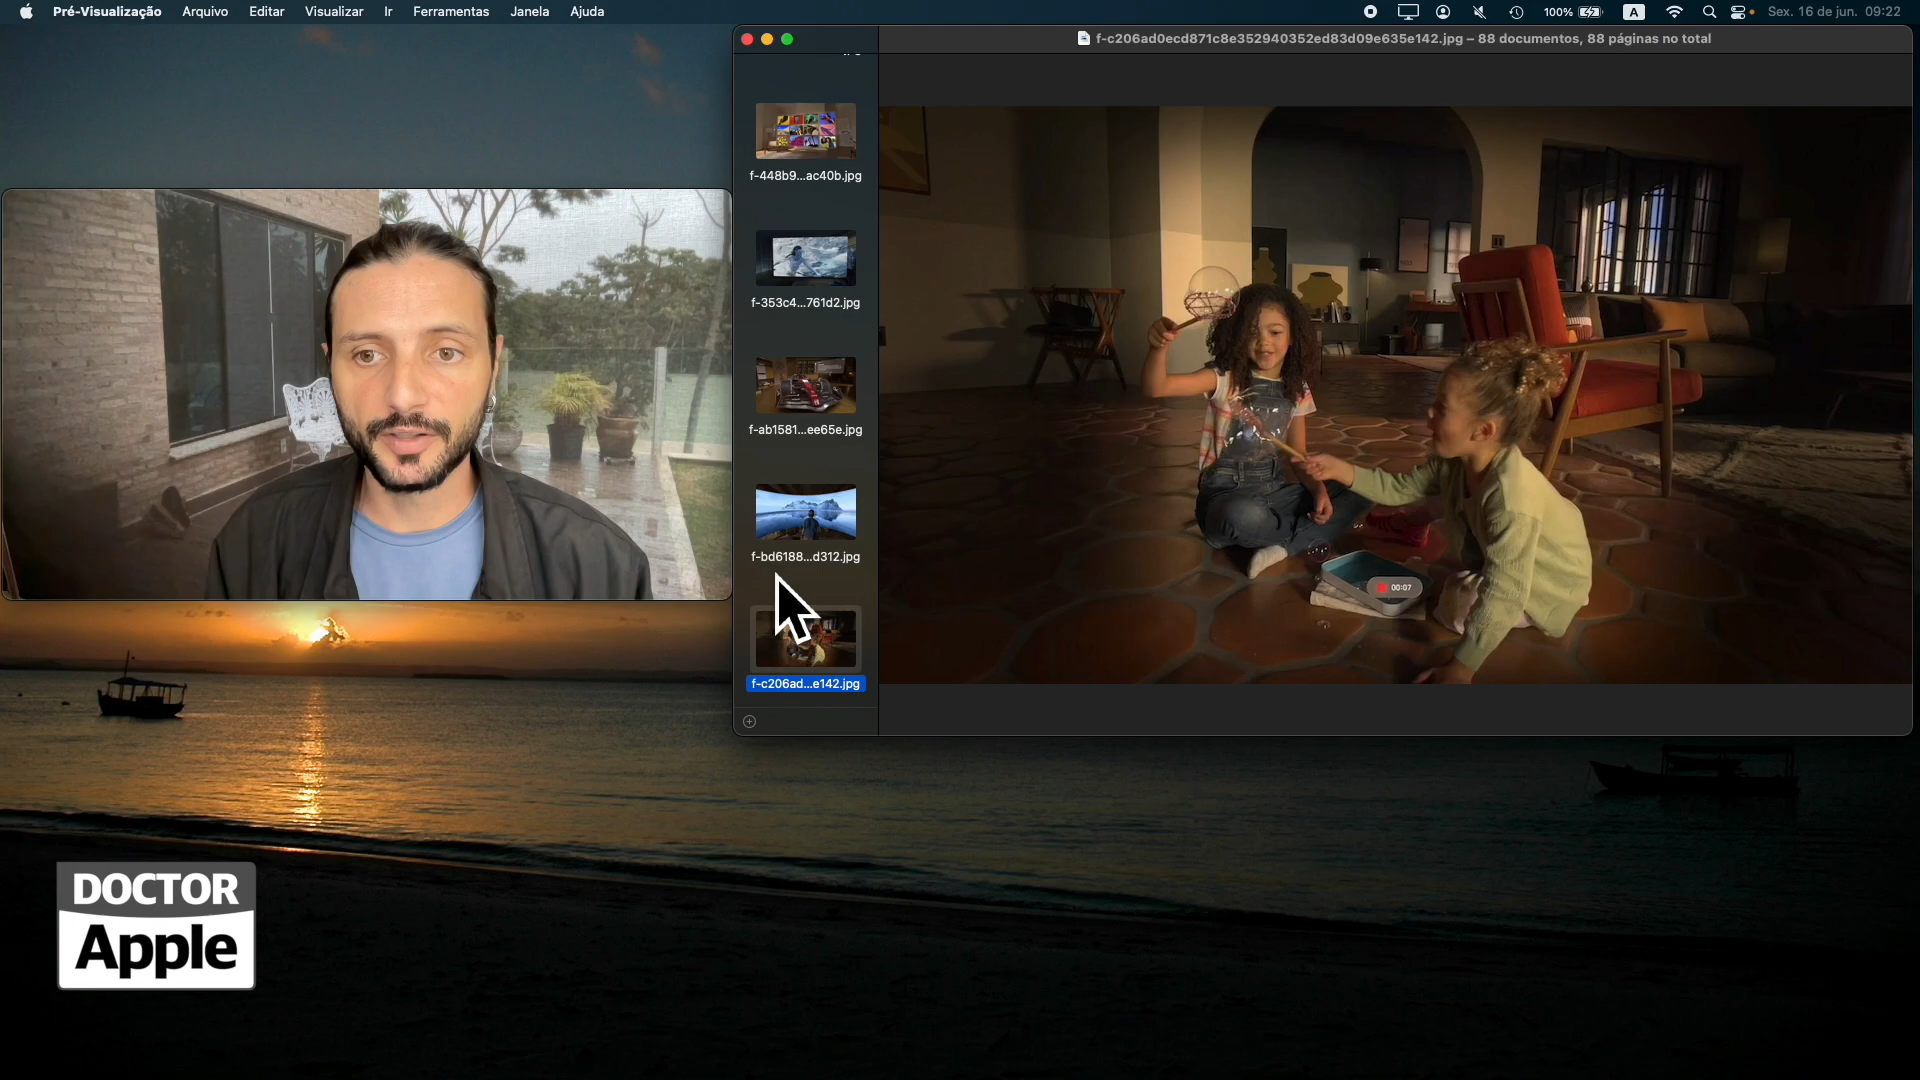 Pré-Visualização Arquivo Editar Visualizar Ir Ferramentas Janela Ajuda
100% A Sex. 16 de jun. 09:22
f-c206ad0ecd871c8e352940352ed83d09e635e142.jpg – 88 documentos, 88 páginas no total
f-448b9...ac40b.jpg
f-353c4...761d2.jpg
f-ab1581...ee65e.jpg
f-bd6188...d312.jpg
f-c206ad...e142.jpg
00:07
DOCTOR
Apple